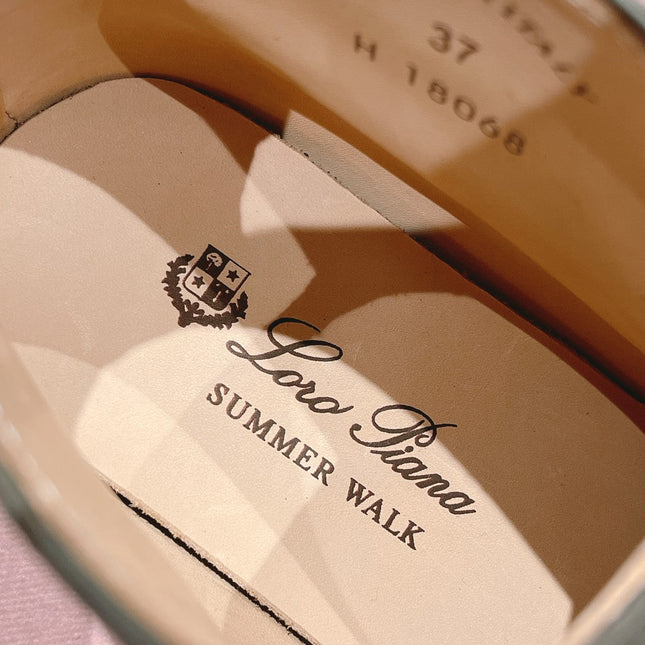 37
H 18068
Loro Piana
SUMMER WALK